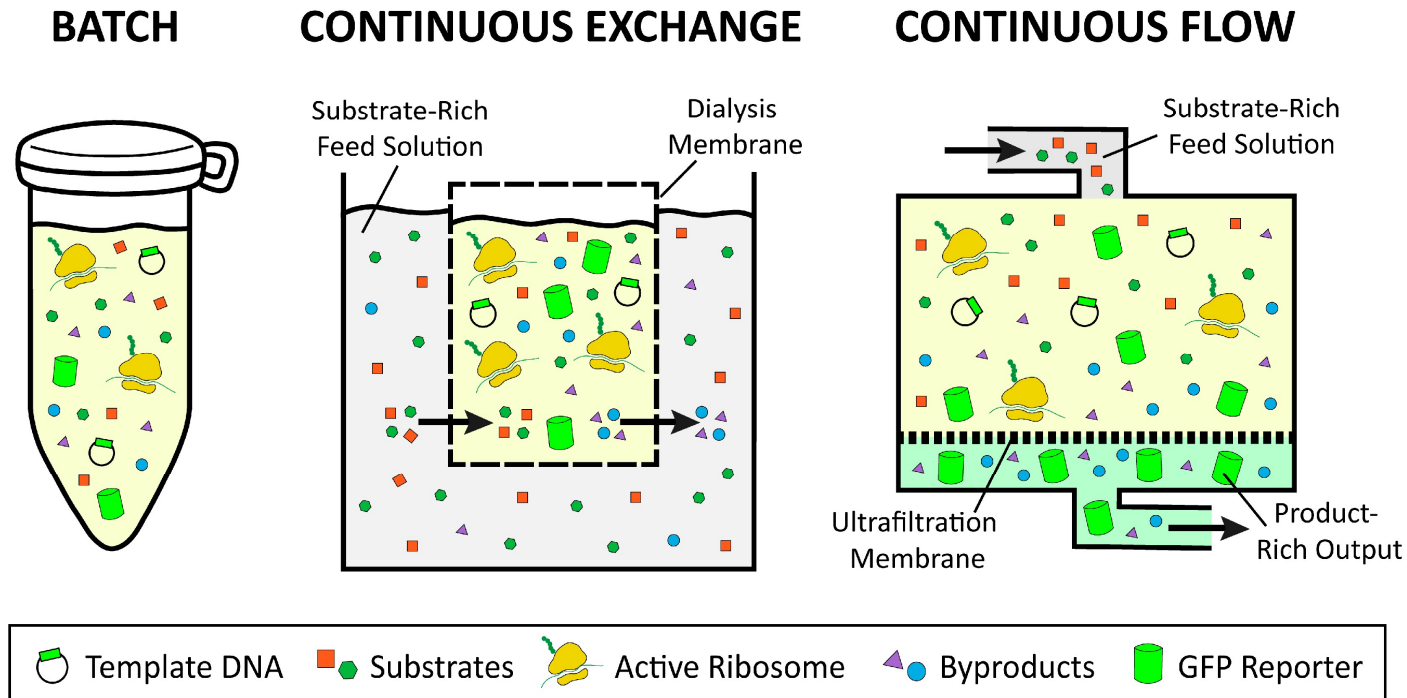 BATCH
CONTINUOUS EXCHANGE
CONTINUOUS FLOW
Substrate-Rich
Feed Solution
Dialysis
Membrane
Substrate-Rich
Feed Solution
Ultrafiltration
Membrane
Product-
Rich Output
Template DNA
Substrates
Active Ribosome
Byproducts
GFP Reporter